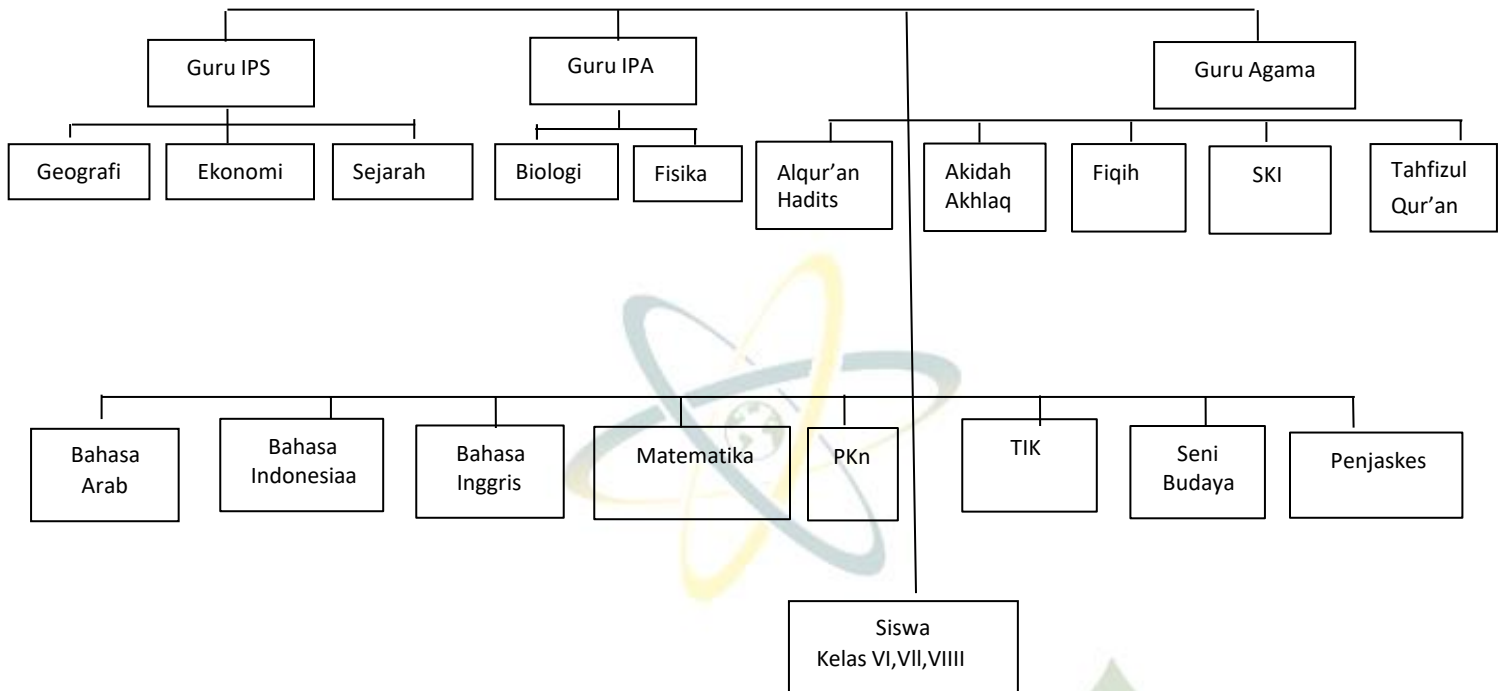 Guru IPS
Guru IPA
Guru Agama
Geografi
Ekonomi
Sejarah
Biologi
Fisika
Alqur’an
Hadits
Akidah
Akhlaq
Fiqih
SKI
Tahfizul
Qur’an
Bahasa
Arab
Bahasa
Indonesiaa
Bahasa
Inggris
Matematika
PKn
TIK
Seni
Budaya
Penjaskes
Siswa
Kelas VI,Vll,VIIII